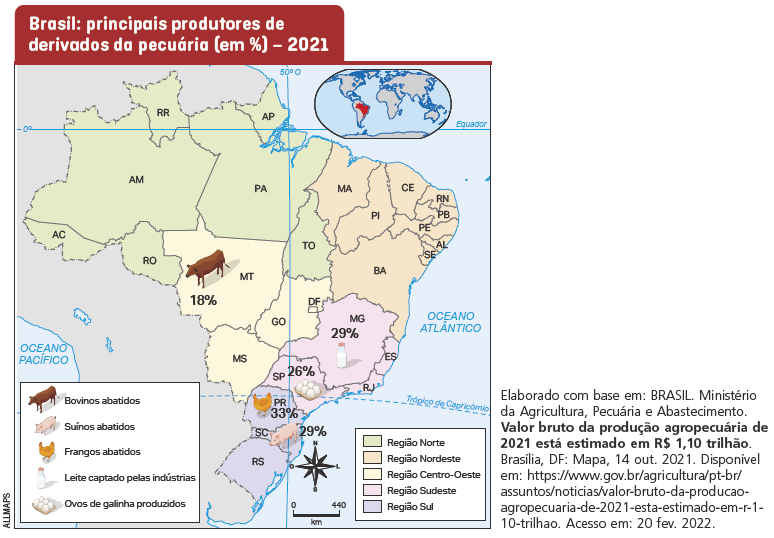 Brasil: principais produtores de
derivados da pecuária (em %) – 2021
50º O
0º
Equador
RR
AP
AM
PA
MA
CE
RN
PB
PI
PE
AL
SE
AC
RO
TO
BA
MT
18%
DF
GO
MG
29%
MS
ES
SP
26%
RJ
PR
33%
SC
29%
RS
OCEANO
PACÍFICO
OCEANO
ATLÂNTICO
Trópico de Capricórnio
Bovinos abatidos
Suínos abatidos
Frangos abatidos
Leite captado pelas indústrias
Ovos de galinha produzidos
N
O
L
S
0 440
km
Região Norte
Região Nordeste
Região Centro-Oeste
Região Sudeste
Região Sul
ALLMAPS
Elaborado com base em: BRASIL. Ministério
da Agricultura, Pecuária e Abastecimento.
Valor bruto da produção agropecuária de
2021 está estimado em R$ 1,10 trilhão.
Brasília, DF: Mapa, 14 out. 2021. Disponível
em: https://www.gov.br/agricultura/pt-br/
assuntos/noticias/valor-bruto-da-producao-
agropecuaria-de-2021-esta-estimado-em-r-1-
10-trilhao. Acesso em: 20 fev. 2022.